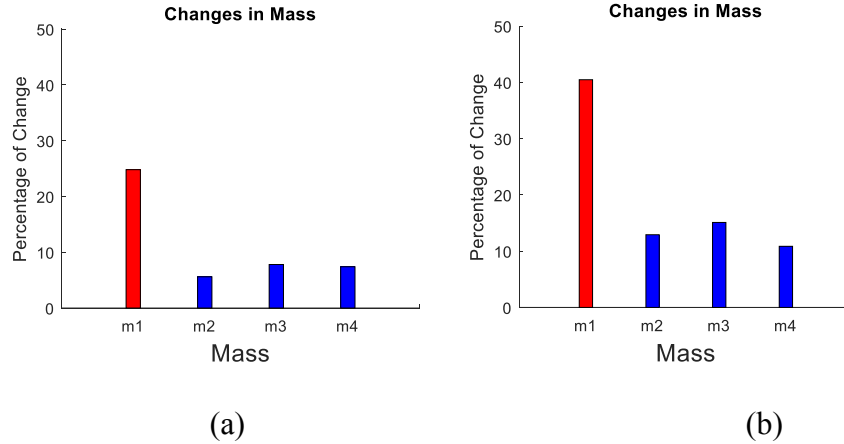 Changes in Mass
50
40
30
20
10
0
Percentage of Change
m1 m2 m3 m4
Mass
(a)
Changes in Mass
50
40
30
20
10
0
Percentage of Change
m1 m2 m3 m4
Mass
(b)